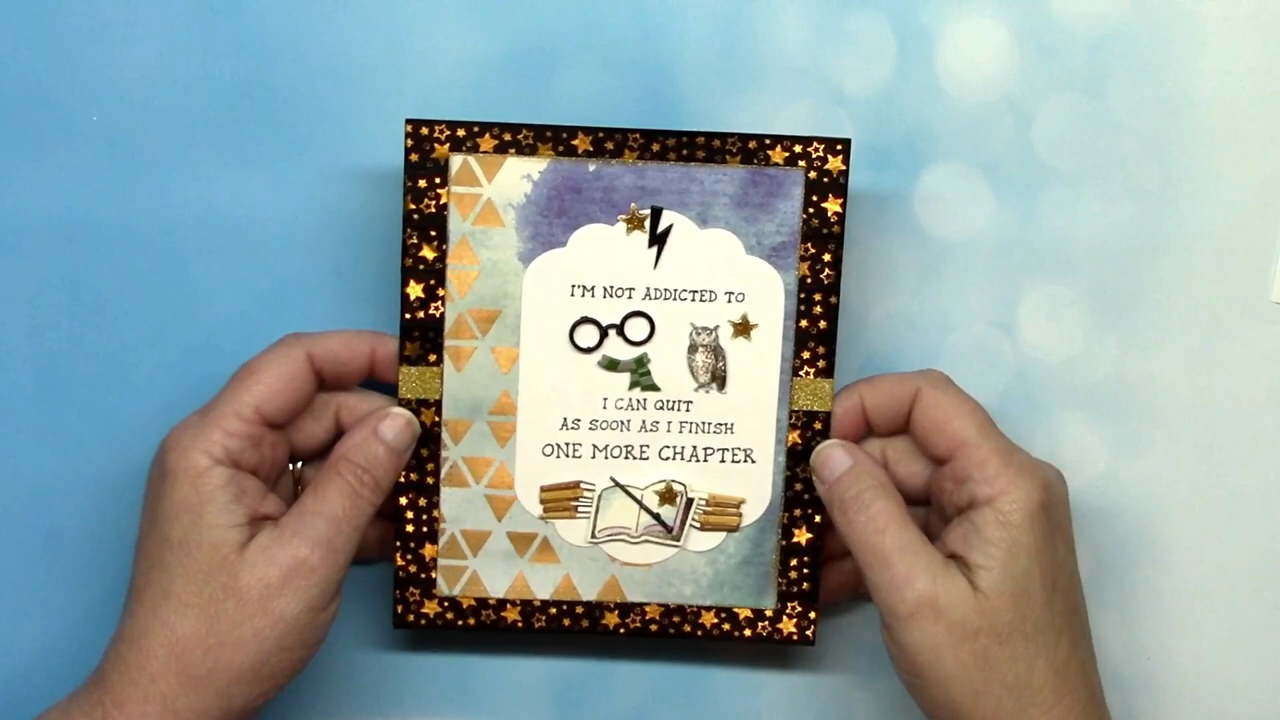 I'M NOT ADDICTED TO
I CAN QUIT
AS SOON AS I FINISH
ONE MORE CHAPTER